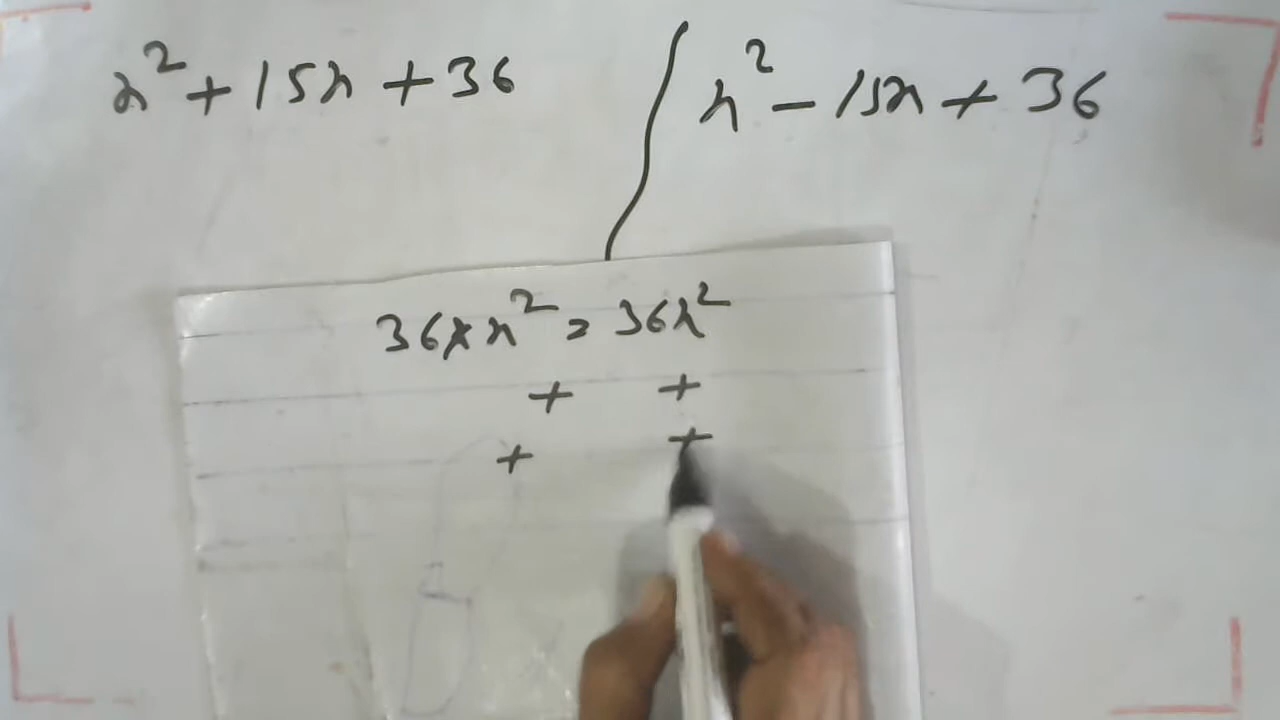 x² + 15x + 36
x² - 15x + 36
36 × x² = 36x²
+ +
+ +